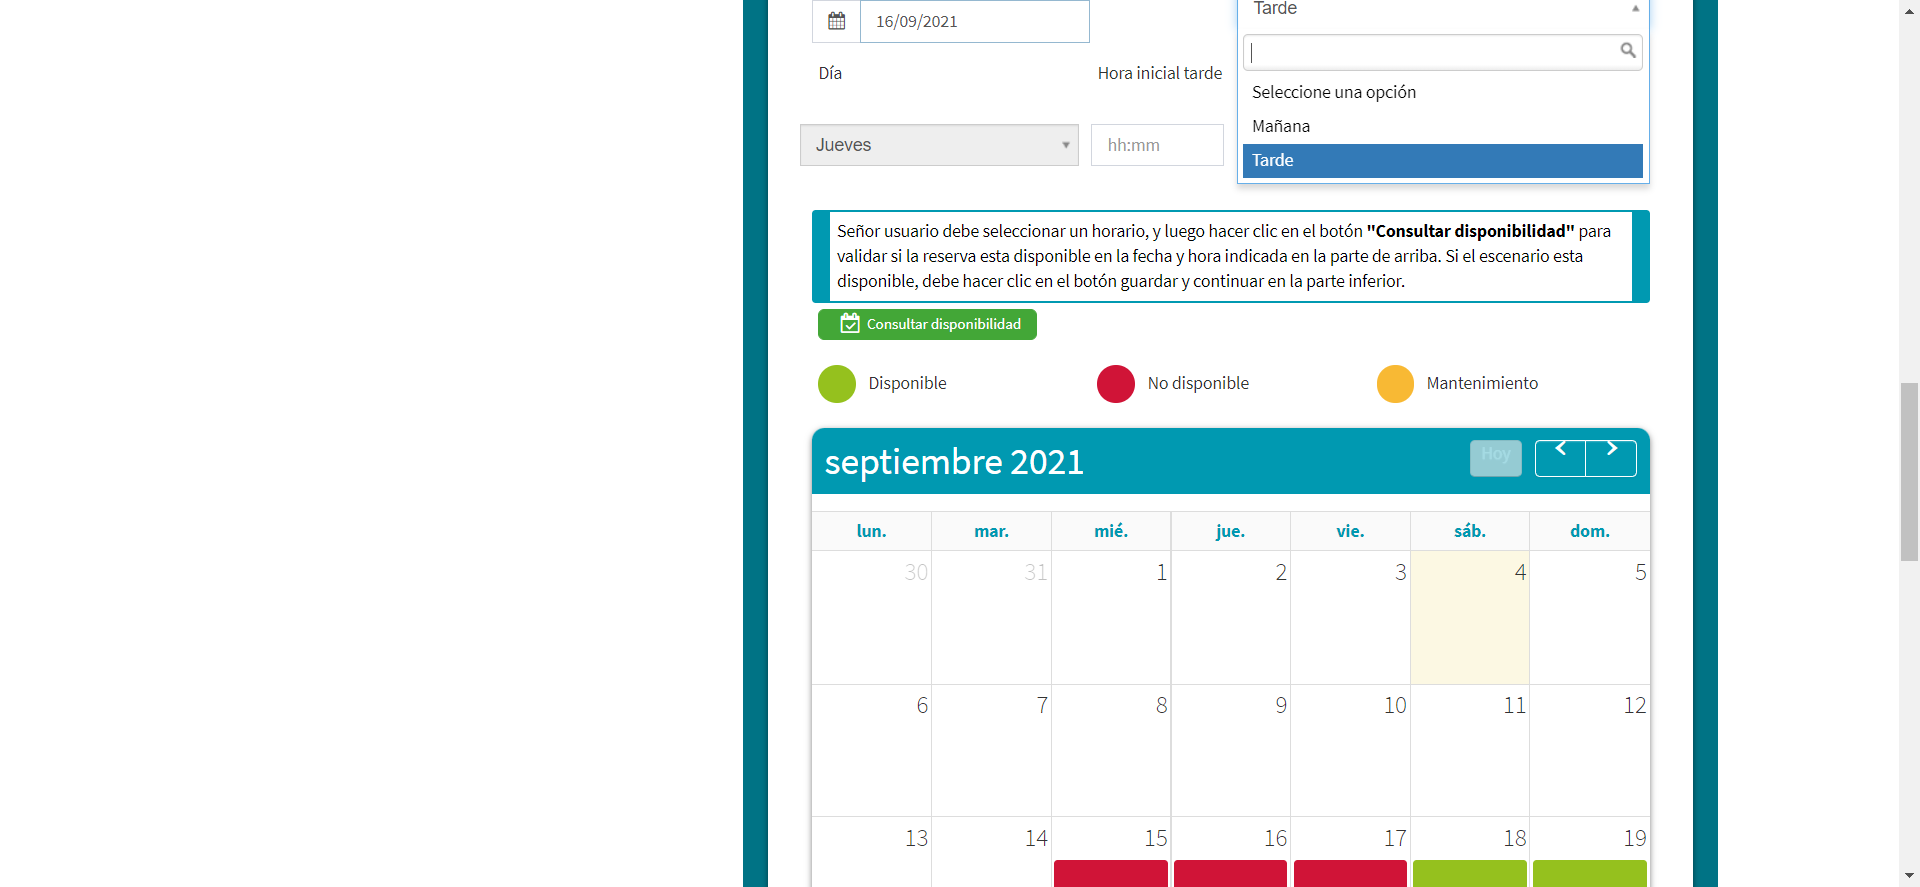 16/09/2021
Tarde
Día
Hora inicial tarde
Seleccione una opción
Mañana
Tarde
Jueves
hh:mm
Señor usuario debe seleccionar un horario, y luego hacer clic en el botón "Consultar disponibilidad" para
validar si la reserva esta disponible en la fecha y hora indicada en la parte de arriba. Si el escenario esta
disponible, debe hacer clic en el botón guardar y continuar en la parte inferior.
Consultar disponibilidad
Disponible
No disponible
Mantenimiento
septiembre 2021
Hoy
lun. mar. mié. jue. vie. sáb. dom.
30 31 1 2 3 4 5
6 7 8 9 10 11 12
13 14 15 16 17 18 19